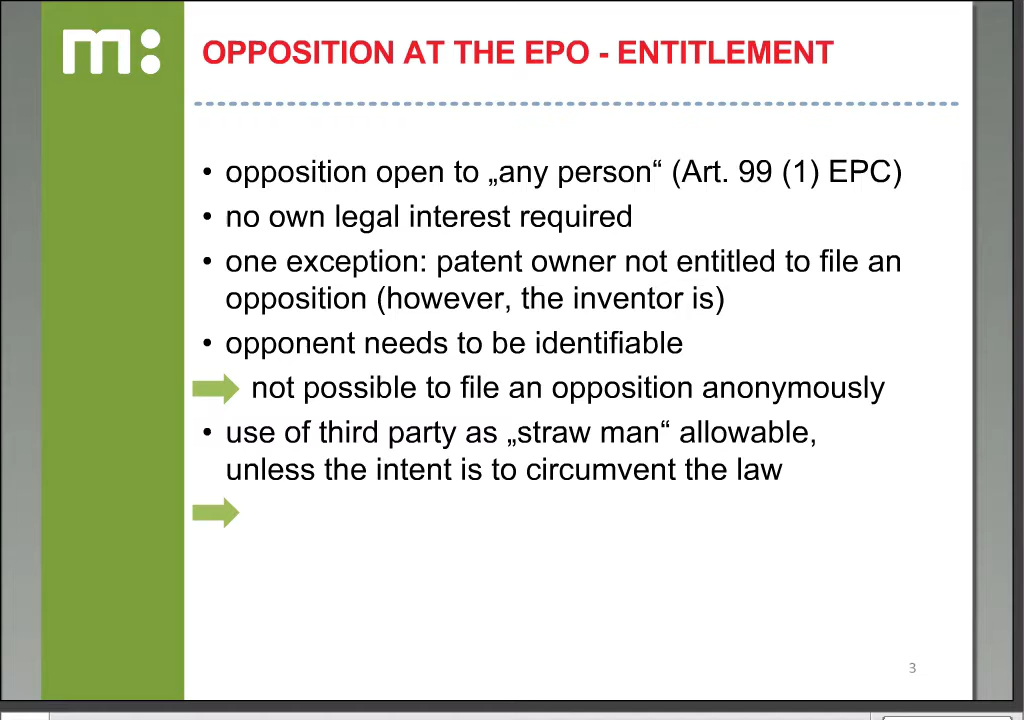 m:
OPPOSITION AT THE EPO - ENTITLEMENT
• opposition open to „any person“ (Art. 99 (1) EPC)
• no own legal interest required
• one exception: patent owner not entitled to file an
opposition (however, the inventor is)
• opponent needs to be identifiable
not possible to file an opposition anonymously
• use of third party as „straw man“ allowable,
unless the intent is to circumvent the law
3